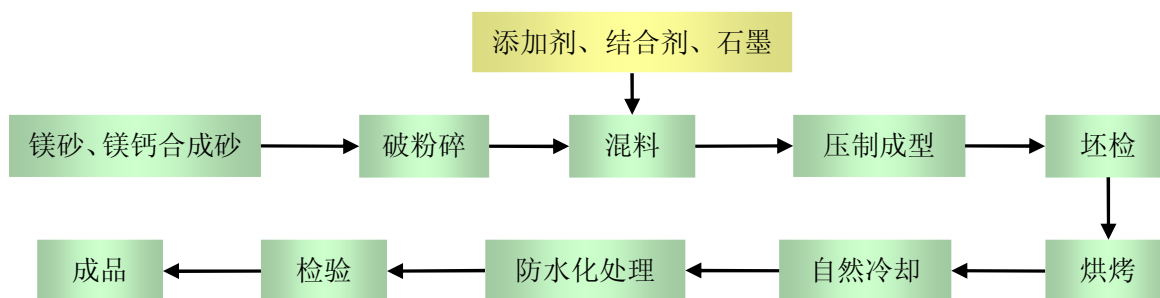 添加剂、结合剂、石墨
镁砂、镁钙合成砂
破粉碎
混料
压制成型
坯检
烘烤
自然冷却
防水化处理
检验
成品